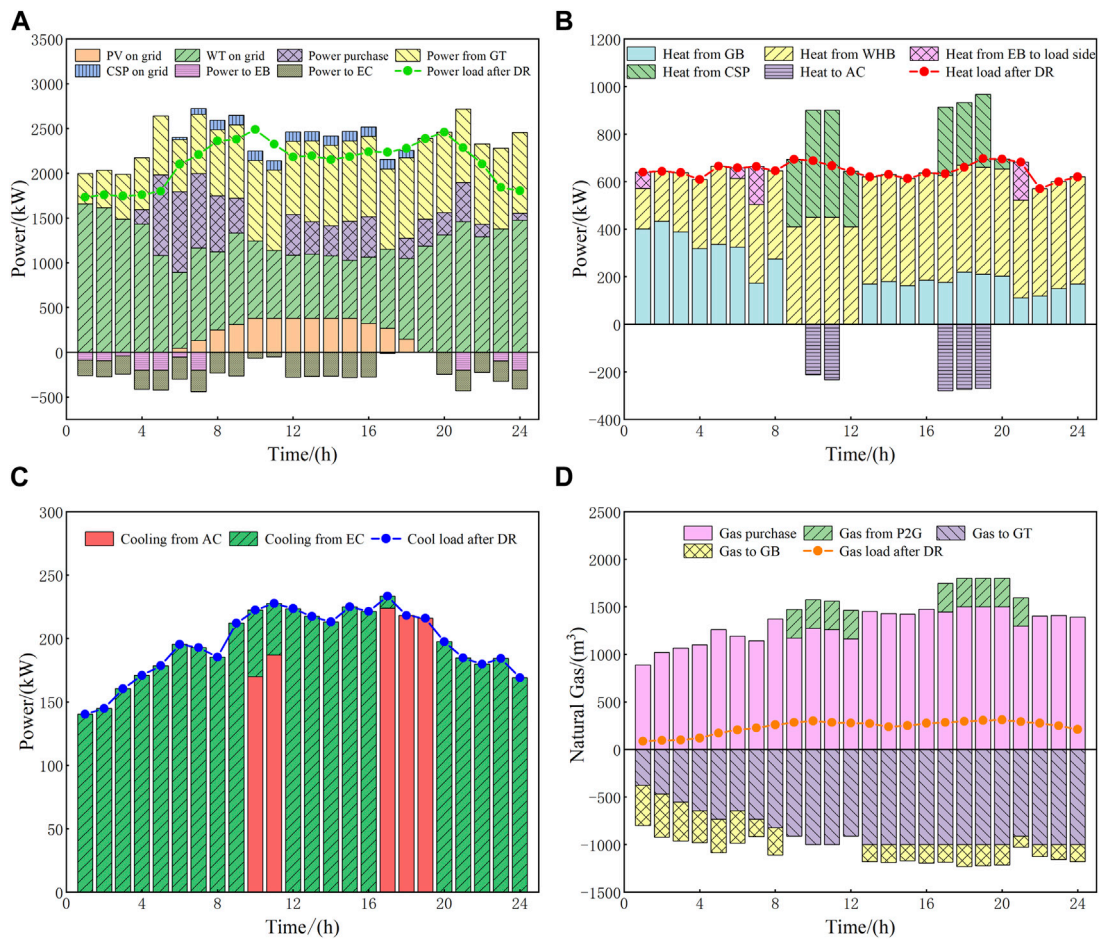 A
3500
3000
2500
2000
1500
1000
500
0
−500
Power/(kW)
PV on grid WT on grid Power purchase Power from GT
CSP on grid Power to EB Power to EC Power load after DR
0 4 8 12 16 20 24
Time/(h)
B
1200
1000
800
600
400
200
0
−200
−400
Power/(kW)
Heat from GB Heat from WHB Heat from EB to load side
Heat from CSP Heat to AC Heat load after DR
0 4 8 12 16 20 24
Time/(h)
C
300
250
200
150
100
50
0
Power/(kW)
Cooling from AC Cooling from EC Cool load after DR
0 4 8 12 16 20 24
Time/(h)
D
2500
2000
1500
1000
500
0
−500
−1000
−1500
Natural Gas/(m³)
Gas purchase Gas from P2G Gas to GT
Gas to GB Gas load after DR
0 4 8 12 16 20 24
Time/(h)